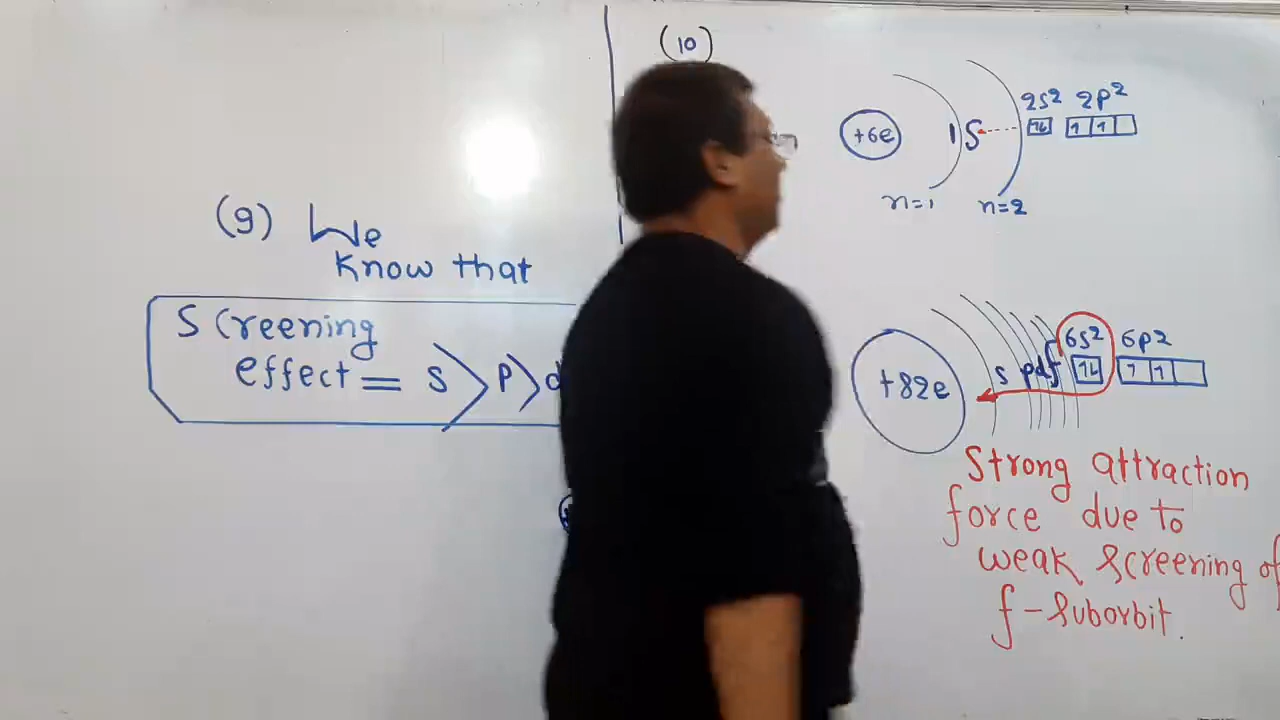 (9) We
know that
Screening
effect = s > p > d
(10)
+6e
1s
2s² 2p²
n=1 n=2
+82e
s p d f
6s² 6p²
Strong attraction
force due to
weak screening of
f-suborbit.